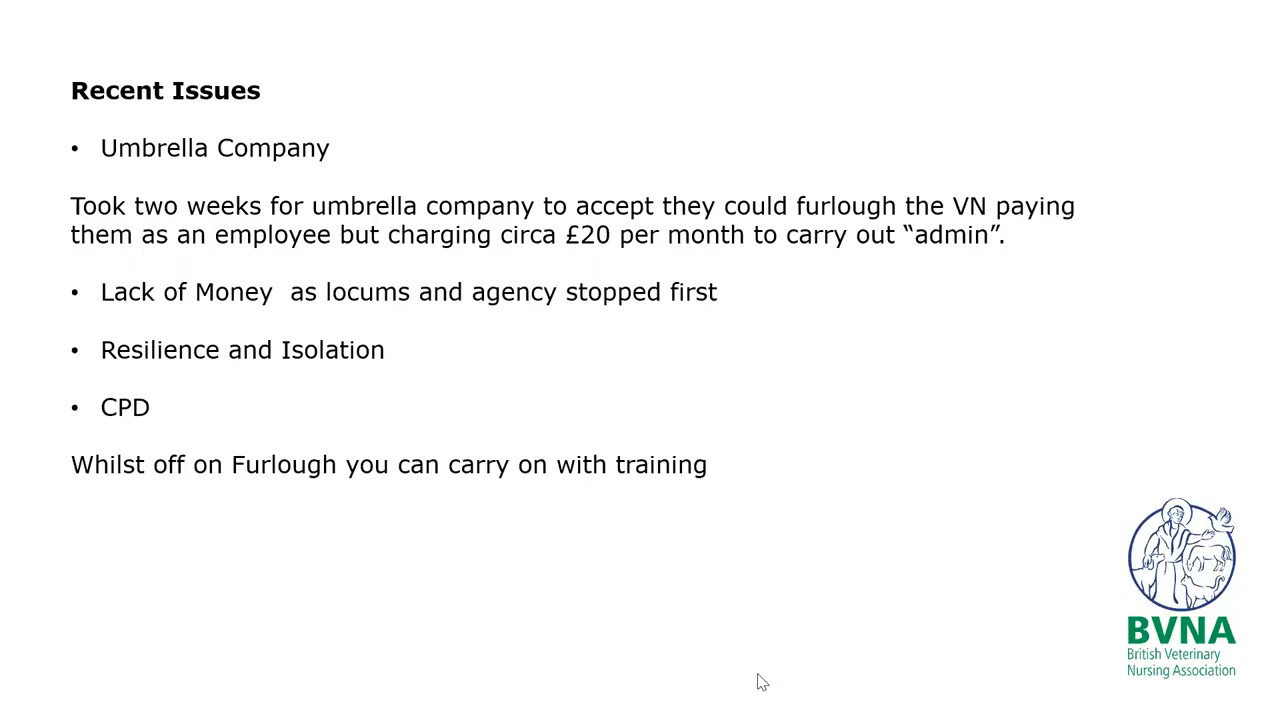 Recent Issues
• Umbrella Company
Took two weeks for umbrella company to accept they could furlough the VN paying
them as an employee but charging circa £20 per month to carry out “admin”.
• Lack of Money  as locums and agency stopped first
• Resilience and Isolation
• CPD
Whilst off on Furlough you can carry on with training
BVNA
British Veterinary
Nursing Association